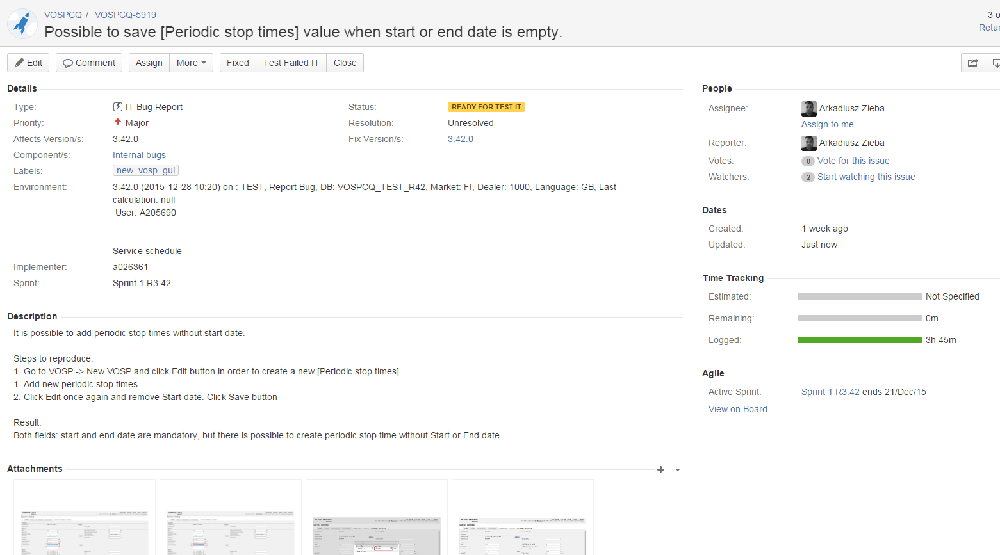 VOSPCQ / VOSPCQ-5919
Possible to save [Periodic stop times] value when start or end date is empty.
3 o
Retur
Edit
Comment
Assign
More
Fixed
Test Failed IT
Close
Details
Type: IT Bug Report
Status: READY FOR TEST IT
Priority: Major
Resolution: Unresolved
Affects Version/s: 3.42.0
Fix Version/s: 3.42.0
Component/s: Internal bugs
Labels: new_vosp_gui
Environment: 3.42.0 (2015-12-28 10:20) on : TEST, Report Bug, DB: VOSPCQ_TEST_R42, Market: FI, Dealer: 1000, Language: GB, Last
calculation: null
User: A205690
Service schedule
Implementer: a026361
Sprint: Sprint 1 R3.42
Description
It is possible to add periodic stop times without start date.
Steps to reproduce:
1. Go to VOSP -> New VOSP and click Edit button in order to create a new [Periodic stop times]
1. Add new periodic stop times.
2. Click Edit once again and remove Start date. Click Save button
Result:
Both fields: start and end date are mandatory, but there is possible to create periodic stop time without Start or End date.
Attachments
People
Assignee: Arkadiusz Zieba
Assign to me
Reporter: Arkadiusz Zieba
Votes: 0 Vote for this issue
Watchers: 2 Start watching this issue
Dates
Created: 1 week ago
Updated: Just now
Time Tracking
Estimated: Not Specified
Remaining: 0m
Logged: 3h 45m
Agile
Active Sprint: Sprint 1 R3.42 ends 21/Dec/15
View on Board